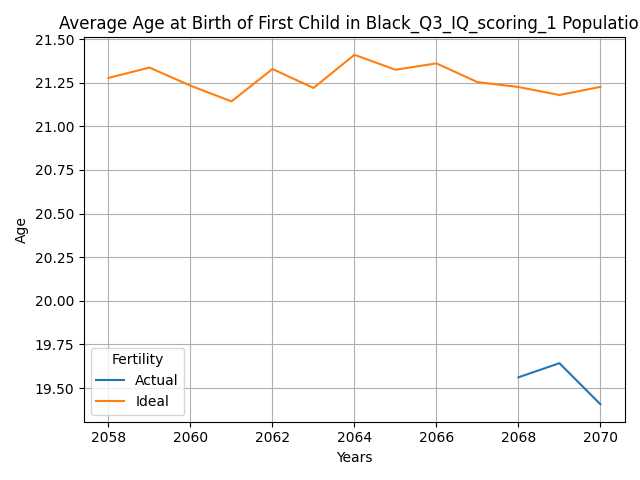 Average Age at Birth of First Child in Black_Q3_IQ_scoring_1 Populatio
21.50
21.25
21.00
20.75
20.50
20.25
20.00
19.75
19.50
Age
Fertility
Actual
Ideal
2058 2060 2062 2064 2066 2068 2070
Years